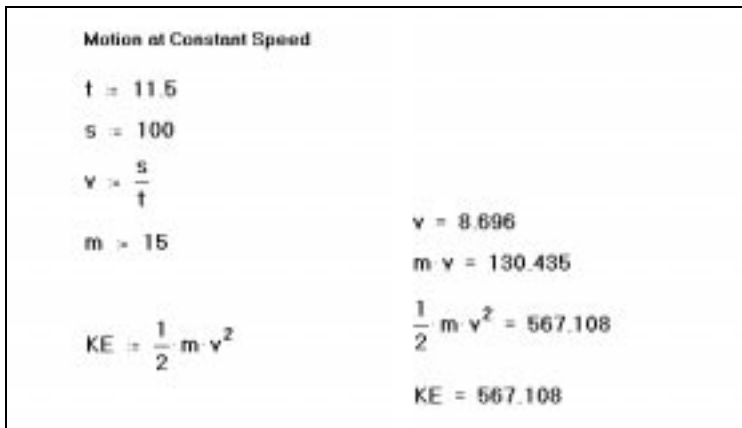 Motion at Constant Speed
t := 11.5
s := 100
v := s/t
m := 15
KE := 1/2 · m · v²
v = 8.696
m · v = 130.435
1/2 · m · v² = 567.108
KE = 567.108